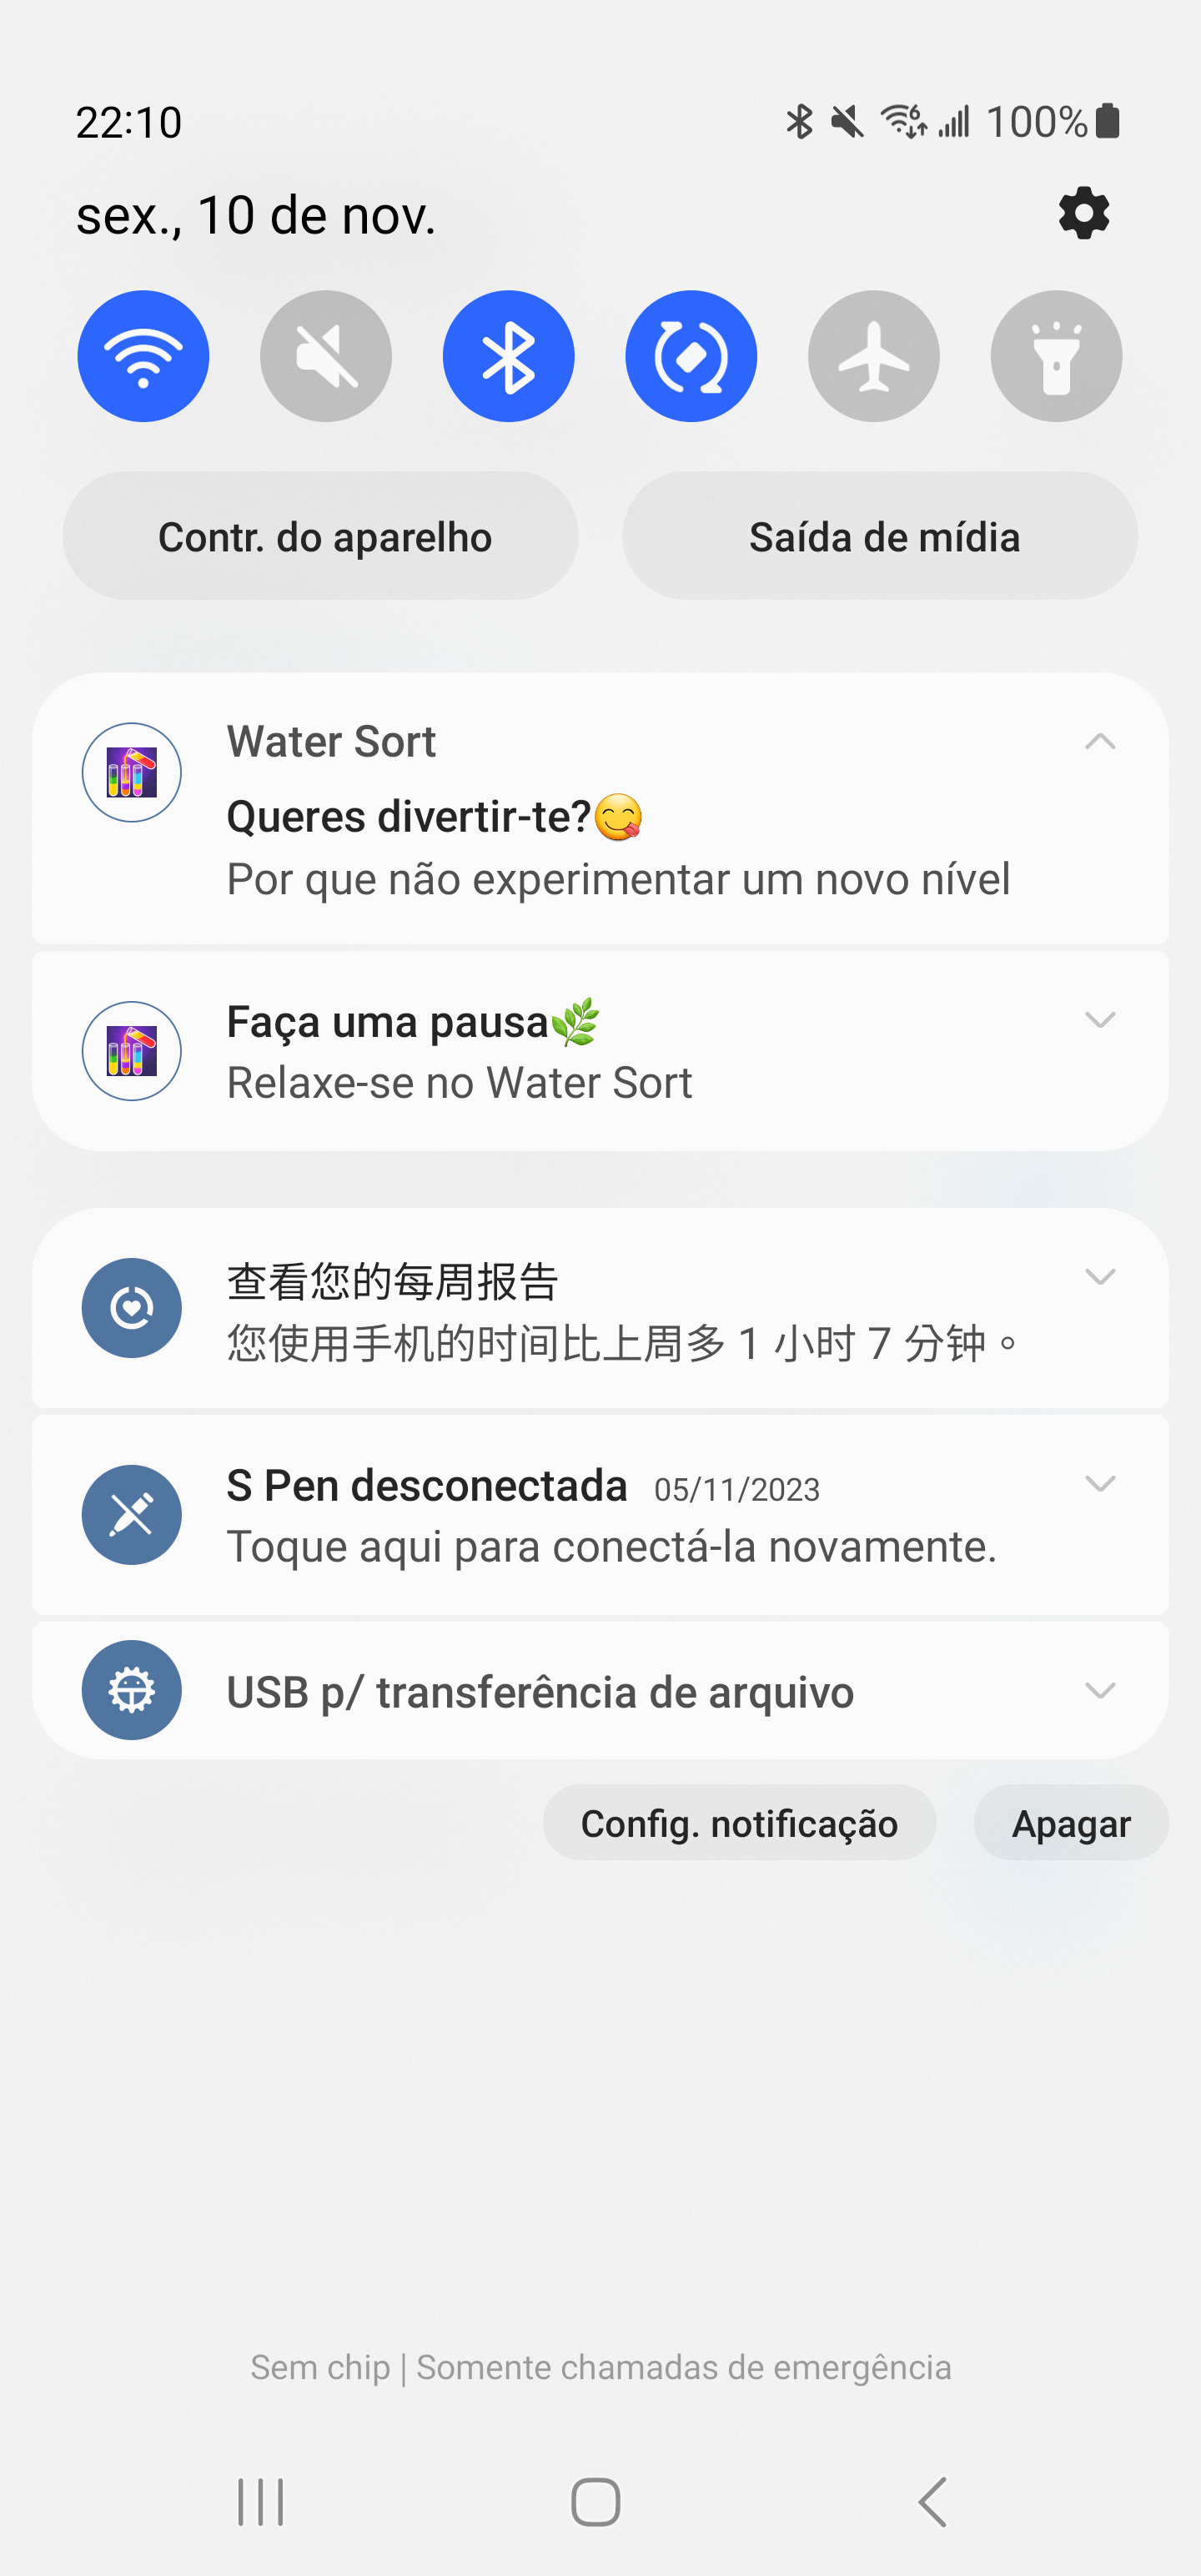 22:10
100%
sex., 10 de nov.
Contr. do aparelho
Saída de mídia
Water Sort
Queres divertir-te?😋
Por que não experimentar um novo nível
Faça uma pausa🌿
Relaxe-se no Water Sort
查看您的每周报告
您使用手机的时间比上周多 1 小时 7 分钟。
S Pen desconectada 05/11/2023
Toque aqui para conectá-la novamente.
USB p/ transferência de arquivo
Config. notificação
Apagar
Sem chip | Somente chamadas de emergência